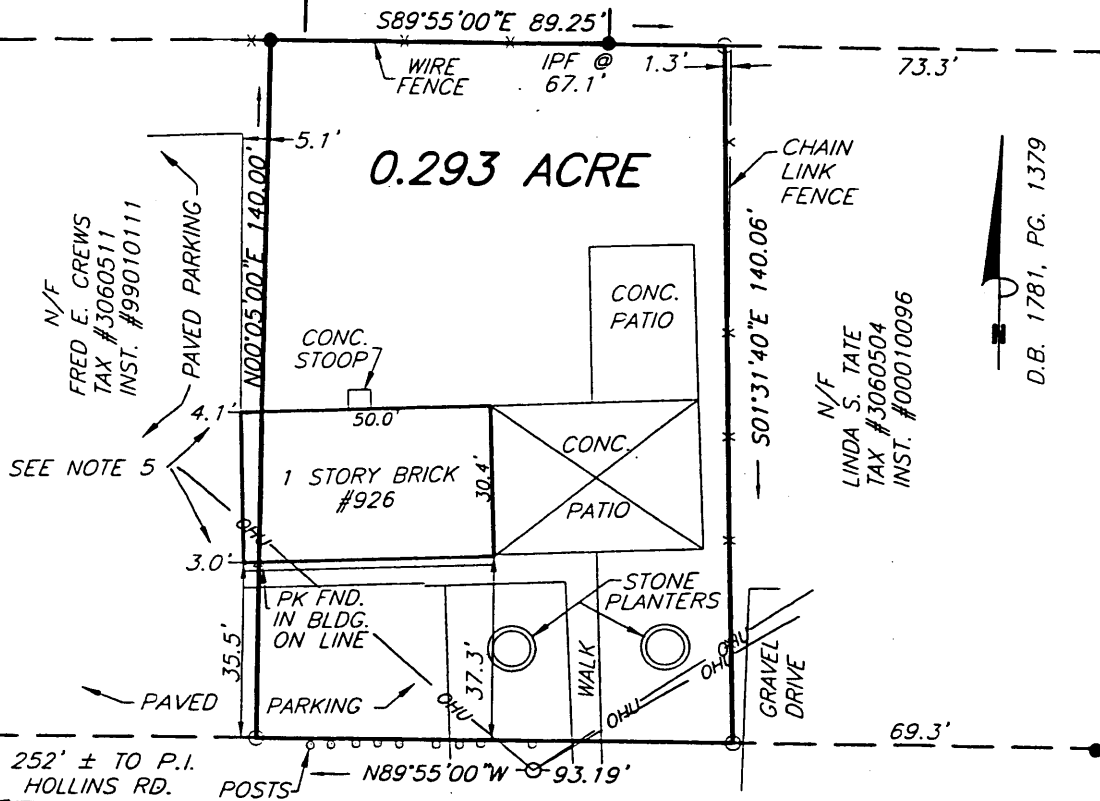 S89°55'00"E 89.25'
WIRE
FENCE
IPF @
67.1'
1.3'
73.3'
5.1'
0.293 ACRE
CHAIN
LINK
FENCE
N00°05'00"E 140.00'
PAVED PARKING
N/F
FRED E. CREWS
TAX #3060511
INST. #99010111
S01°31'40"E 140.06'
N/F
LINDA S. TATE
TAX #3060504
INST. #00010096
N
D.B. 1781, PG. 1379
CONC.
PATIO
CONC.
STOOP
4.1'
50.0'
SEE NOTE 5
1 STORY BRICK
#926
30.4'
CONC.
PATIO
OHU
3.0'
PK FND.
IN BLDG.
ON LINE
STONE
PLANTERS
35.5'
37.3'
WALK
OHU
OHU
OHU
OHU
GRAVEL
DRIVE
PAVED PARKING
69.3'
252' ± TO P.I.
HOLLINS RD.
POSTS
N89°55'00"W 93.19'